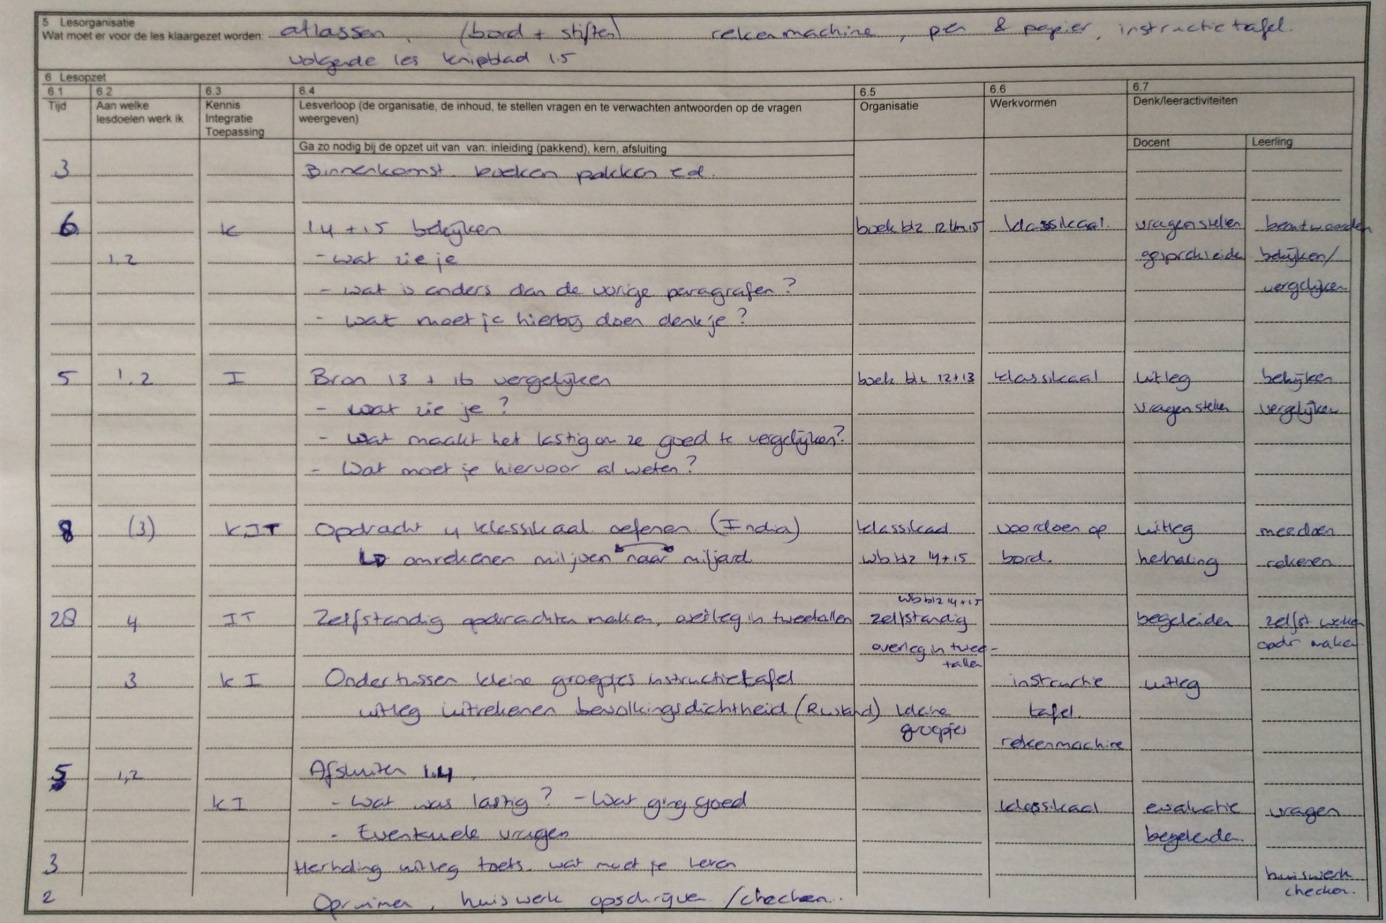 5 Lesorganisatie
Wat moet er voor de les klaargezet worden: atlassen, (bord + stiften) rekenmachine, pen & papier, instructietafel.
volgende les knipblad 1.5
6 Lesopzet
6.1 6.2 6.3 6.4 6.5 6.6 6.7
Tijd Aan welke lesdoelen werk ik Kennis Integratie Toepassing Lesverloop (de organisatie, de inhoud, te stellen vragen en te verwachten antwoorden op de vragen weergeven) Organisatie Werkvormen Denk/leeractiviteiten
Ga zo nodig bij de opzet uit van van: inleiding (pakkend), kern, afsluiting Docent Leerling
3 Binnenkomst. boeken pakken e.d.
6 K 14 + 15 bekijken boek blz 12 t/m 15 klassikaal. vragen stellen beantwoorden
1.2 - wat zie je bekijken/
- wat is anders dan de vorige paragrafen? vergelijken
- wat moet je hierbij doen denk je?
5 1.2 I Bron 13 + 16 vergelijken boek blz 12+13 klassikaal uitleg bekijken
- wat zie je? vragen stellen vergelijken
- Wat maakt het lastig om ze goed te vergelijken?
- Wat moet je hiervoor al weten?
8 (3) KIT Opdracht 4 klassikaal oefenen (India) klassikaal voordoen op uitleg meedoen
omrekenen miljoen naar miljard wb blz 14+15 bord. herhaling rekenen
wb blz 14+15
28 4 IT Zelfstandig opdrachten maken, overleg in tweetallen zelfstandig begeleiden zelfst. werken
overleg in twee- opdr maken
tallen
3 K I Ondertussen kleine groepjes instructietafel instructie uitleg
uitleg uitrekenen bevolkingsdichtheid (Rusland) kleine tafel.
groepjes rekenmachine
5 1,2 Afsluiten 1.4.
K I - Wat was lastig? - Wat ging goed klassikaal evaluatie vragen
- Eventuele vragen begeleiden.
3 Herhaling uitleg toets. wat moet je leren huiswerk
checken.
2 Opruimen, huiswerk opschrijven /checken..